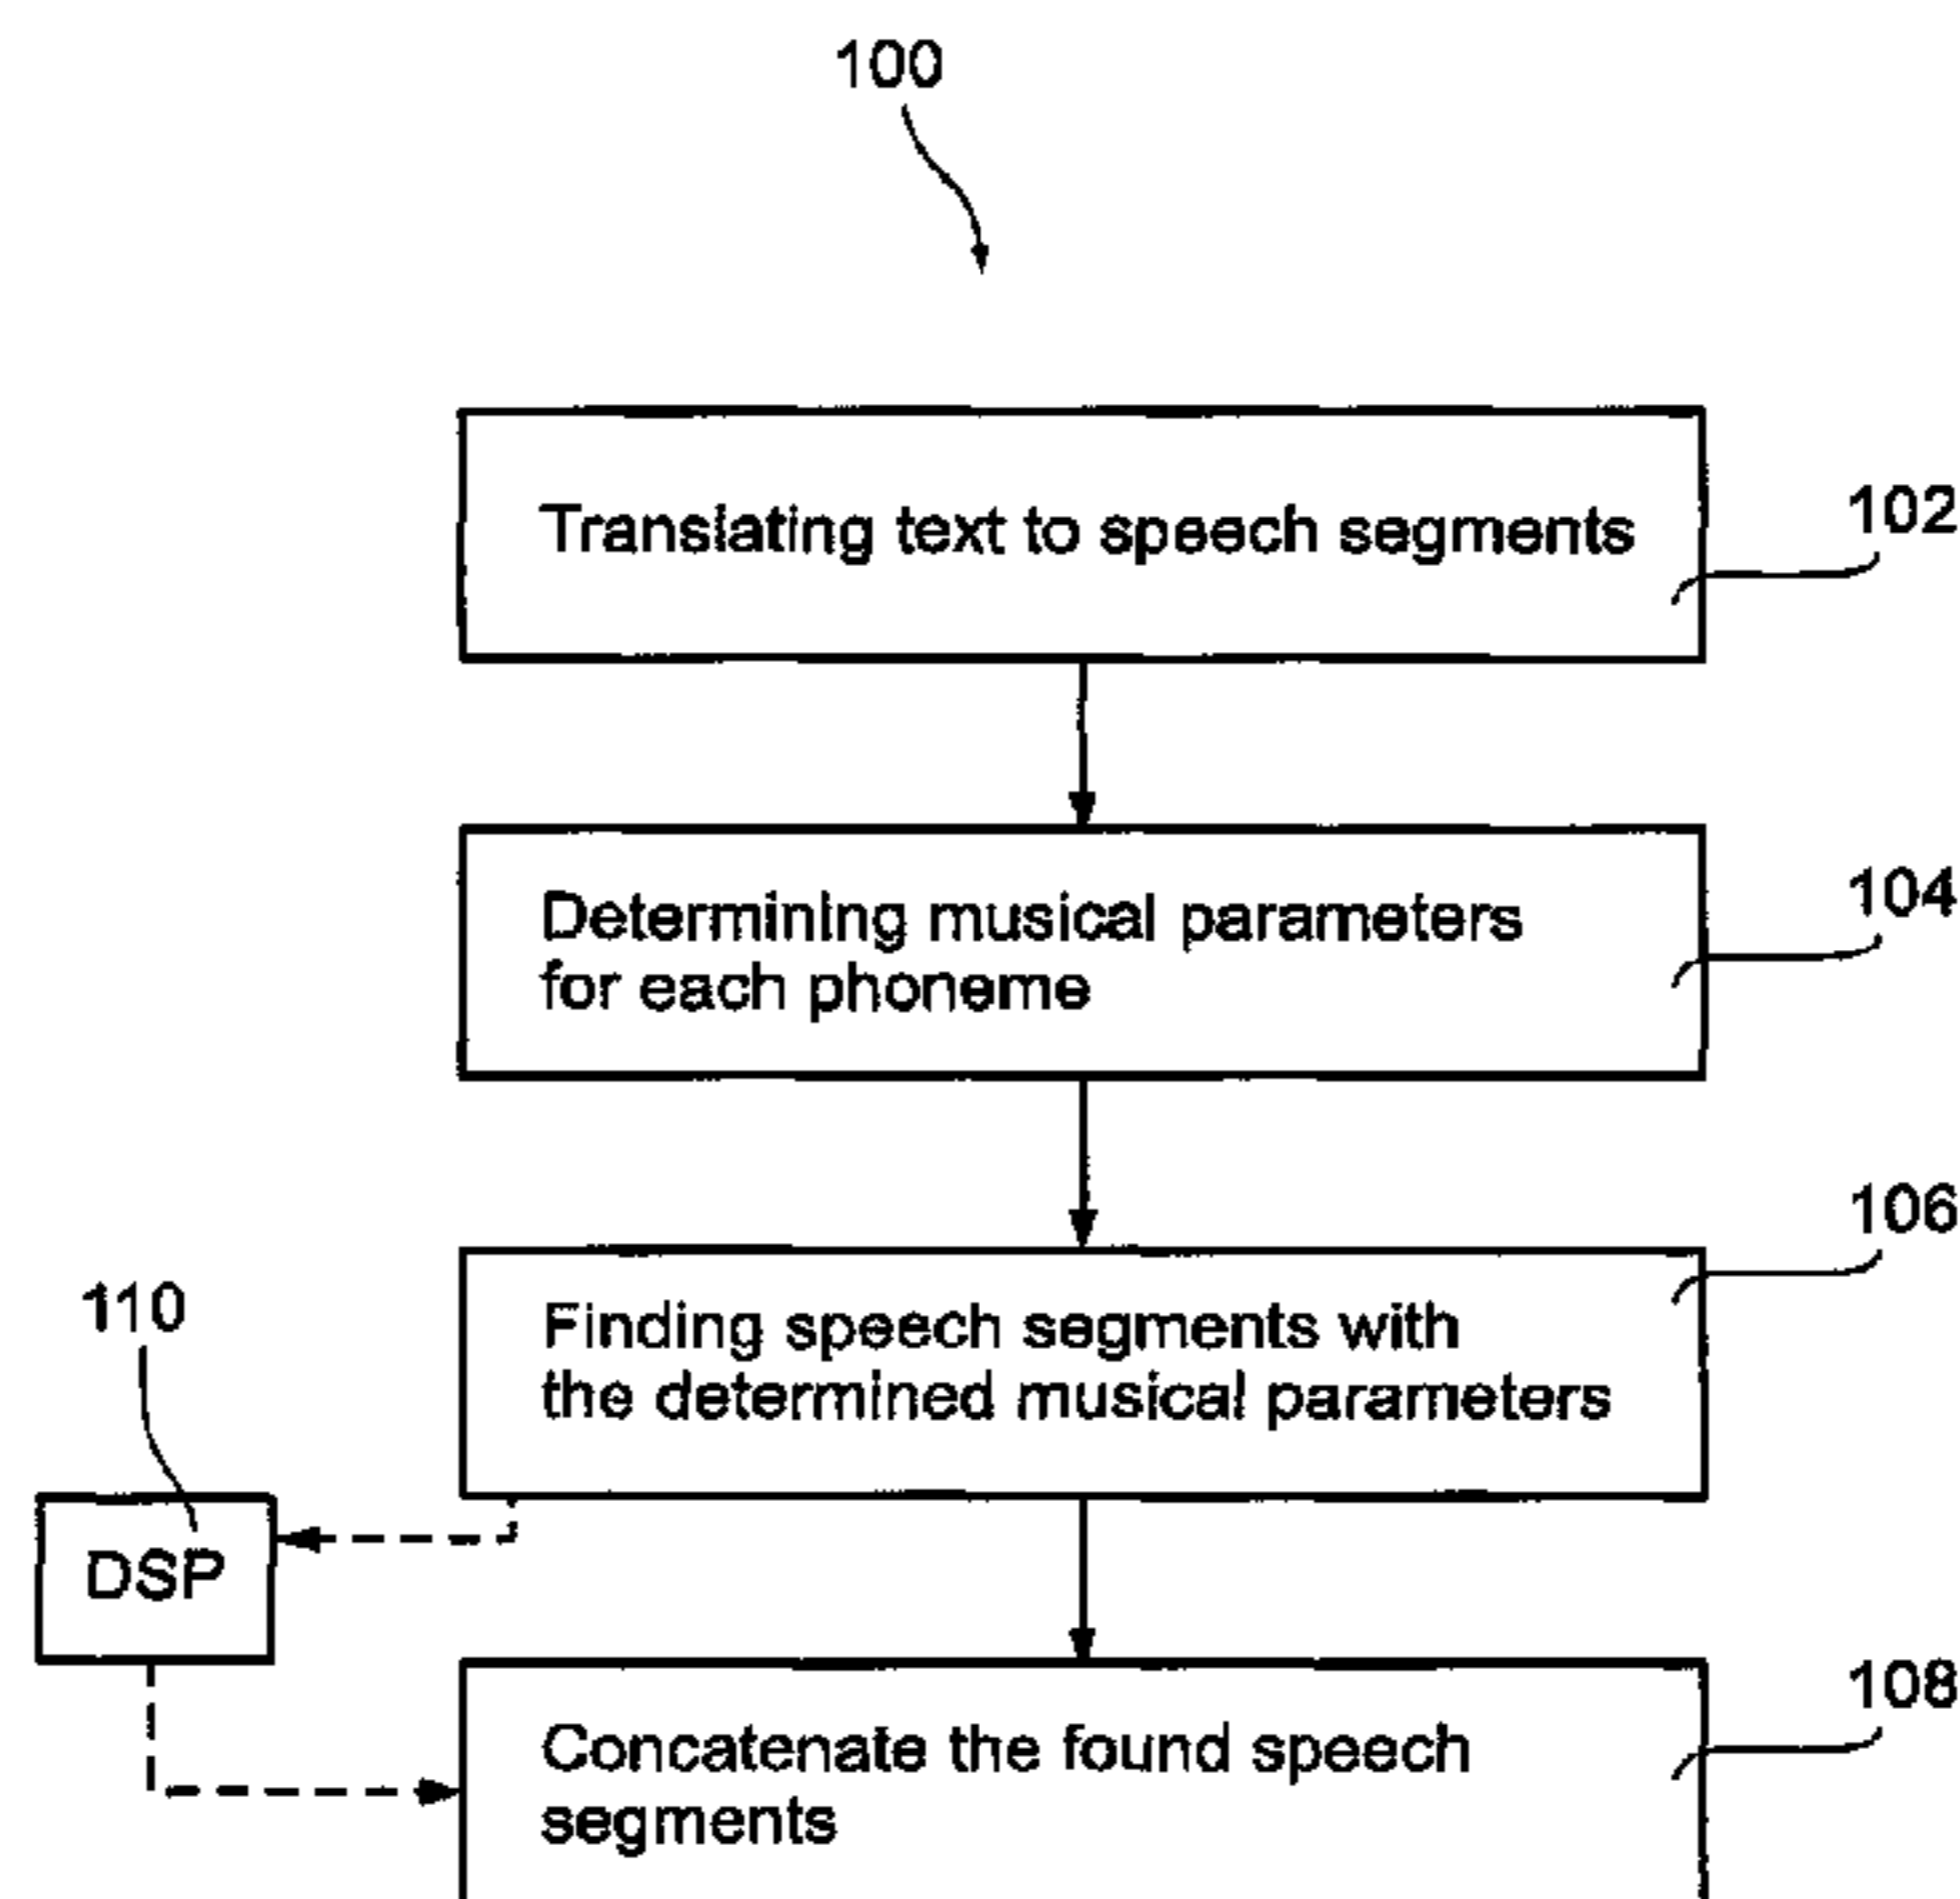 100
Translating text to speech segments
102
Determining musical parameters
for each phoneme
104
106
Finding speech segments with
the determined musical parameters
110
DSP
108
Concatenate the found speech
segments